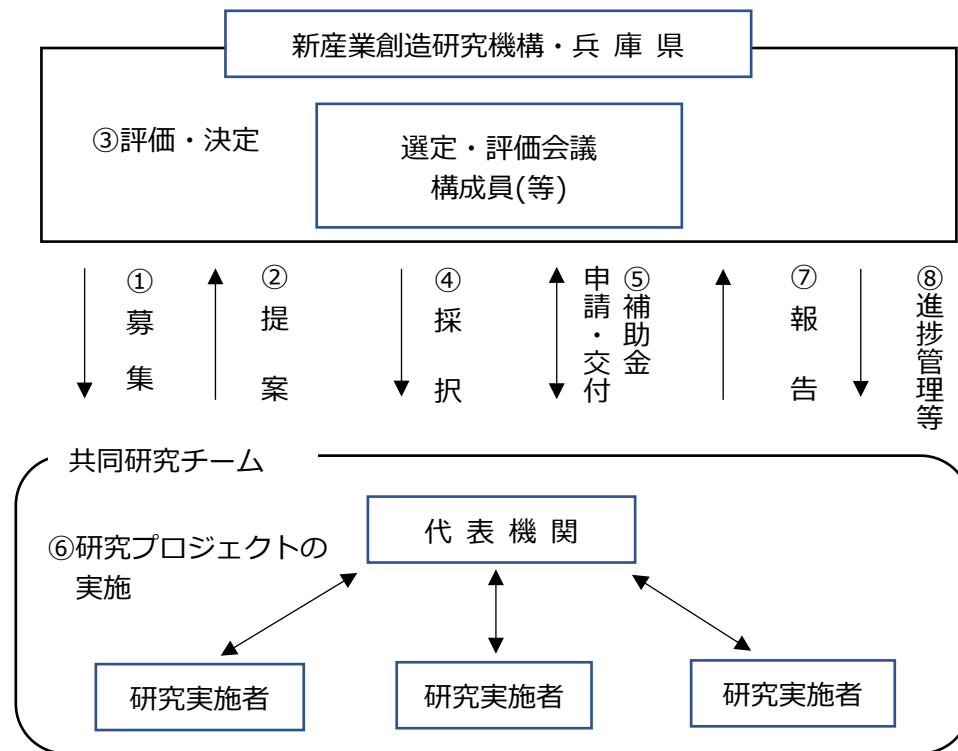 新産業創造研究機構・兵 庫 県
③評価・決定
選定・評価会議
構成員(等)
①募集
②提案
④採択
⑤補助金
申請・交付
⑦報告
⑧進捗管理等
共同研究チーム
代 表 機 関
⑥研究プロジェクトの
実施
研究実施者
研究実施者
研究実施者